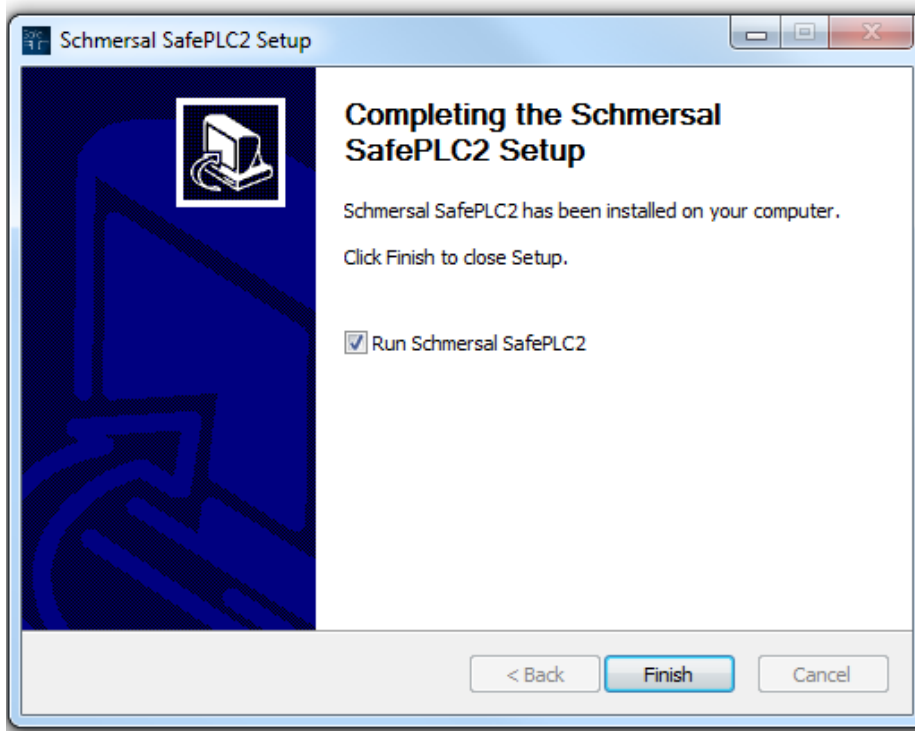 Schmersal SafePLC2 Setup
Completing the Schmersal
SafePLC2 Setup
Schmersal SafePLC2 has been installed on your computer.
Click Finish to close Setup.
Run Schmersal SafePLC2
< Back
Finish
Cancel